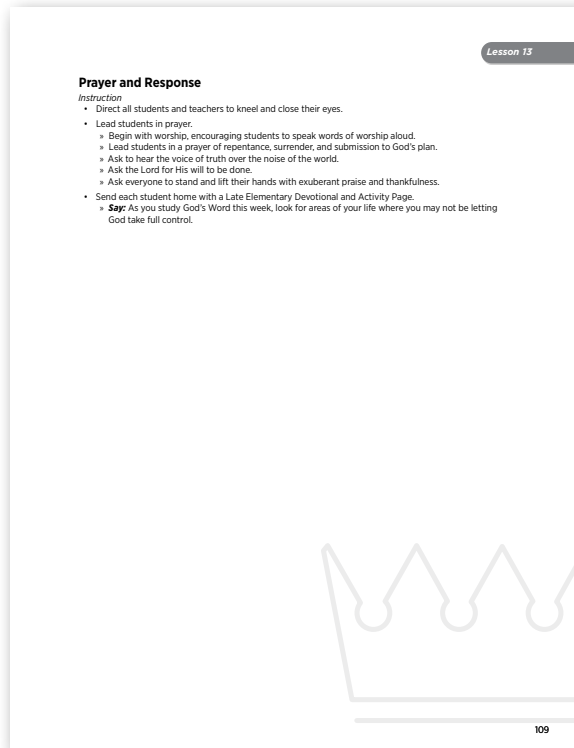 Lesson 13
Prayer and Response
Instruction
• Direct all students and teachers to kneel and close their eyes.
• Lead students in prayer.
» Begin with worship, encouraging students to speak words of worship aloud.
» Lead students in a prayer of repentance, surrender, and submission to God's plan.
» Ask to hear the voice of truth over the noise of the world.
» Ask the Lord for His will to be done.
» Ask everyone to stand and lift their hands with exuberant praise and thankfulness.
• Send each student home with a Late Elementary Devotional and Activity Page.
» Say: As you study God's Word this week, look for areas of your life where you may not be letting
God take full control.
109